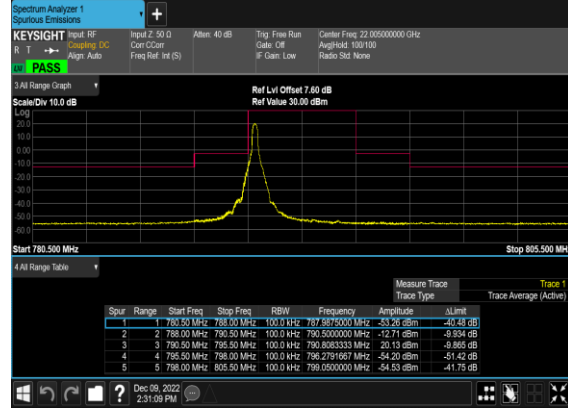 Spectrum Analyzer 1
Spurious Emissions
+
KEYSIGHT Input: RF Input Z: 50 Ω Atten: 40 dB Trig: Free Run Center Freq: 22.005000000 GHz
R T Coupling: DC Corr CCorr Gate: Off Avg|Hold: 100/100
Align: Auto Freq Ref: Int (S) IF Gain: Low Radio Std: None
PASS
3 All Range Graph
Ref Lvl Offset 7.60 dB
Scale/Div 10.0 dB Ref Value 30.00 dBm
Log
20.0
10.0
0.00
-10.0
-20.0
-30.0
-40.0
-50.0
-60.0
Start 780.500 MHz Stop 805.500 MHz
4 All Range Table
Measure Trace Trace 1
Trace Type Trace Average (Active)
Spur Range Start Freq Stop Freq RBW Frequency Amplitude ΔLimit
1 1 780.50 MHz 788.00 MHz 100.0 kHz 787.9875000 MHz -53.26 dBm -40.48 dB
2 2 788.00 MHz 790.50 MHz 100.0 kHz 790.5000000 MHz -12.71 dBm -9.934 dB
3 3 790.50 MHz 795.50 MHz 100.0 kHz 790.8083333 MHz 20.13 dBm -9.865 dB
4 4 795.50 MHz 798.00 MHz 100.0 kHz 796.2791667 MHz -54.20 dBm -51.42 dB
5 5 798.00 MHz 805.50 MHz 100.0 kHz 799.0500000 MHz -54.53 dBm -41.75 dB
? Dec 09, 2022
2:31:09 PM